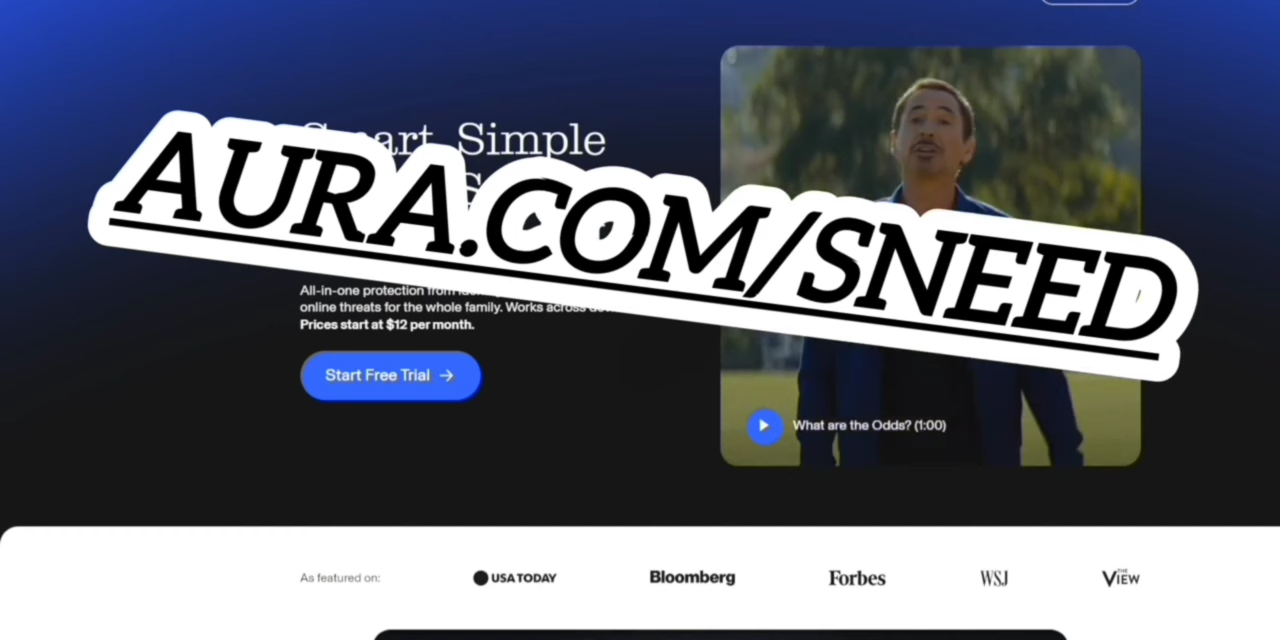 Simple
AURA.COM/SNEED
All-in-one protection from
online threats for the whole family. Works across
Prices start at $12 per month.
Start Free Trial →
What are the Odds? (1:00)
As featured on:
USA TODAY
Bloomberg
Forbes
WSJ
THE VIEW